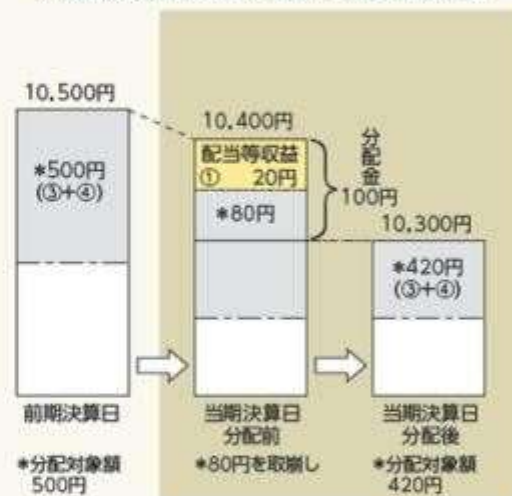 10,500円
*500円
(③+④)
10,400円
配当等収益
① 20円
*80円
分配金
100円
10,300円
*420円
(③+④)
前期決算日
当期決算日
分配前
当期決算日
分配後
*分配対象額
500円
*80円を取崩し
*分配対象額
420円